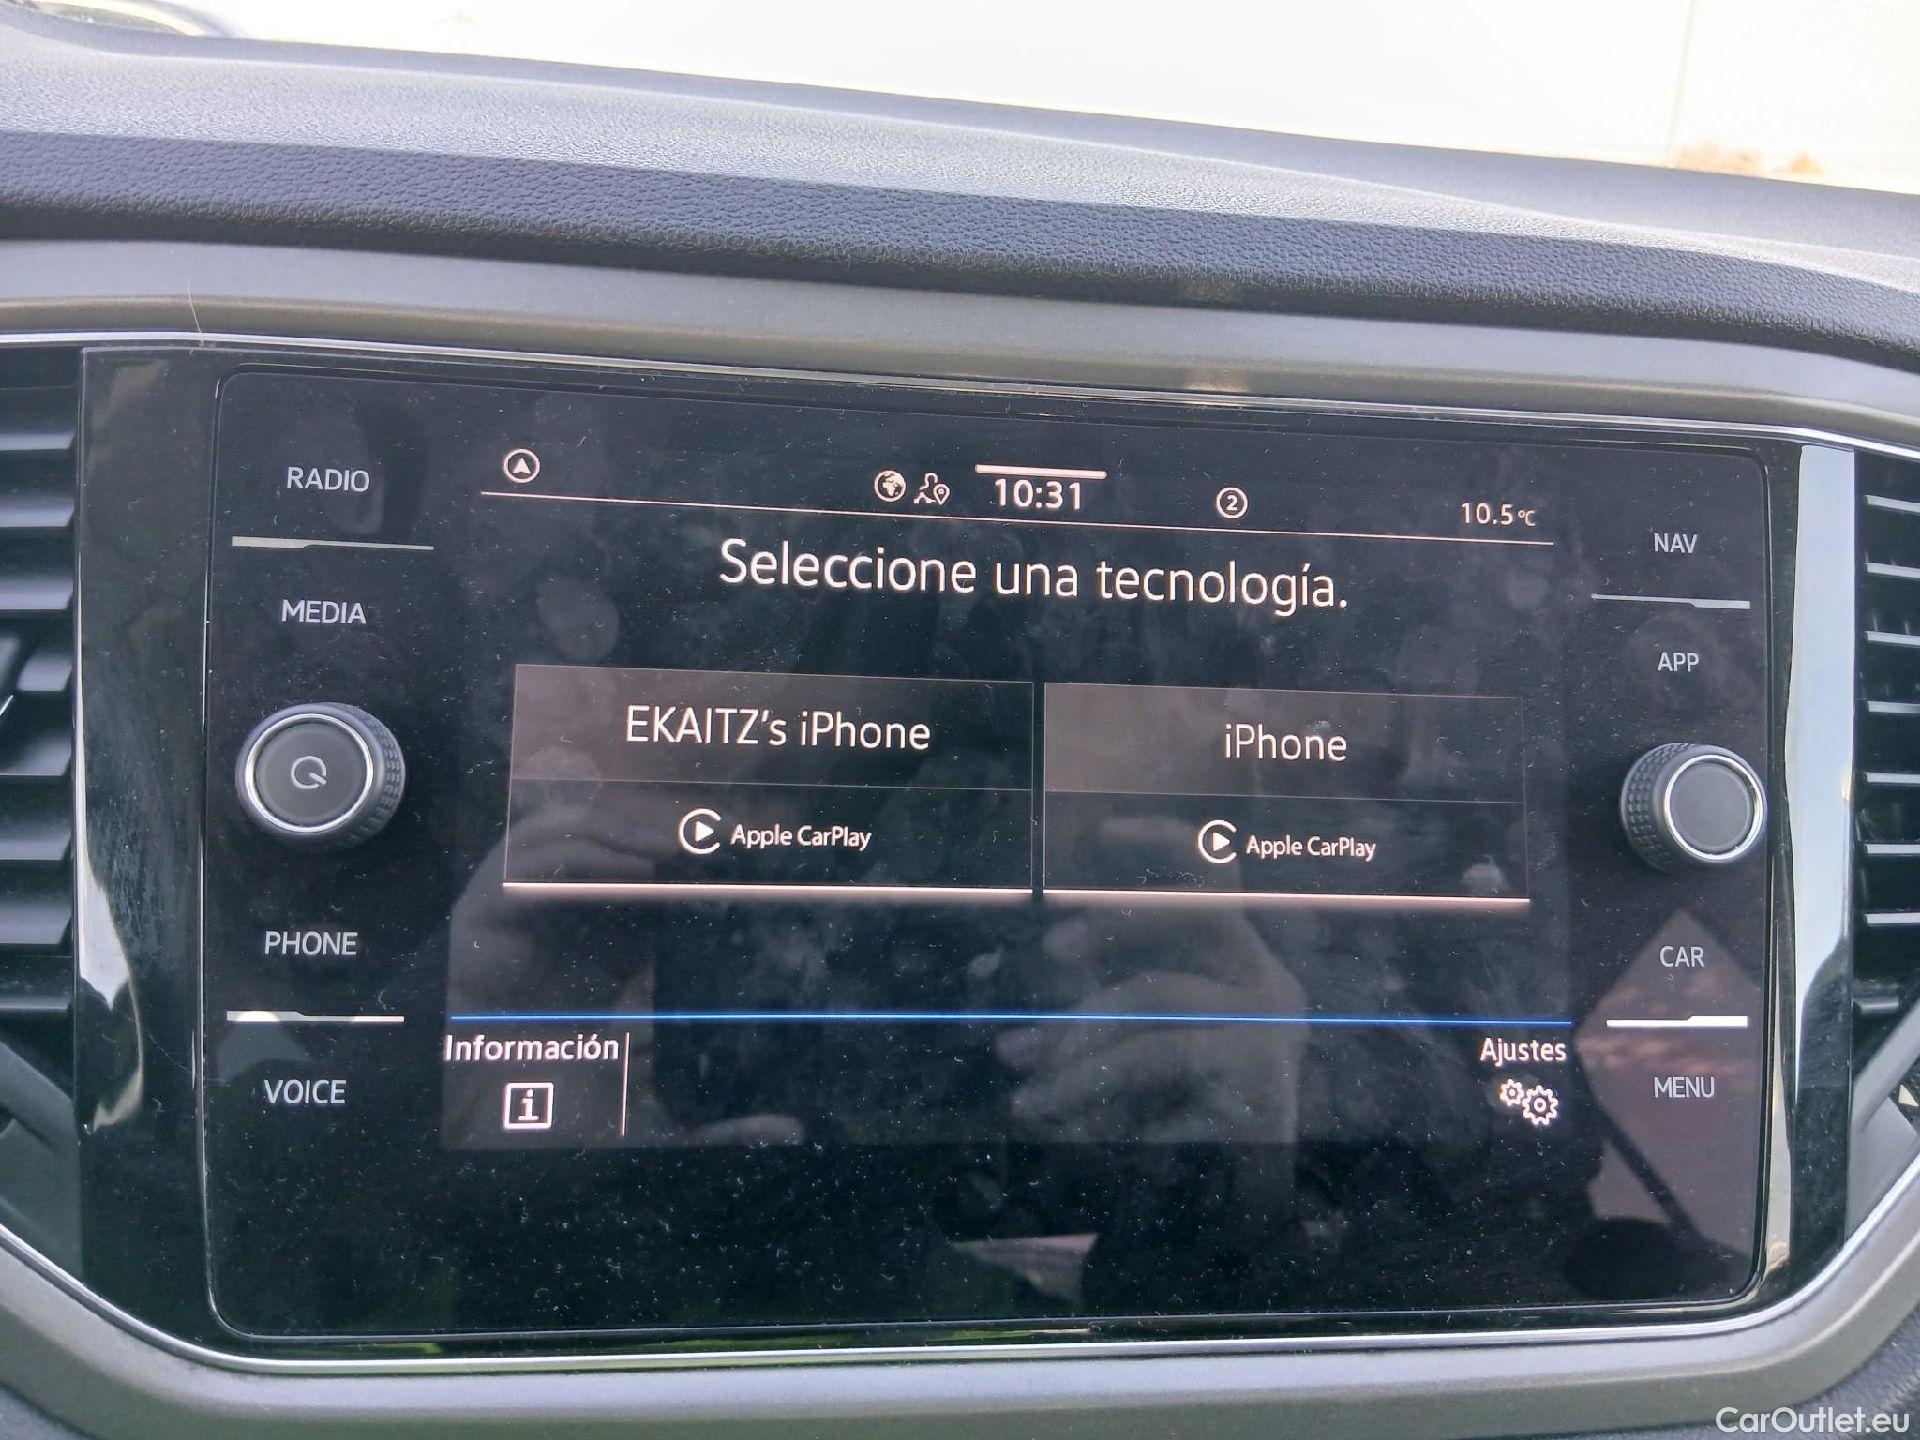 RADIO
MEDIA
PHONE
VOICE
10:31
2
10.5°C
Seleccione una tecnología.
EKAITZ's iPhone
Apple CarPlay
iPhone
Apple CarPlay
Información
i
Ajustes
NAV
APP
CAR
MENU
CarOutlet.eu